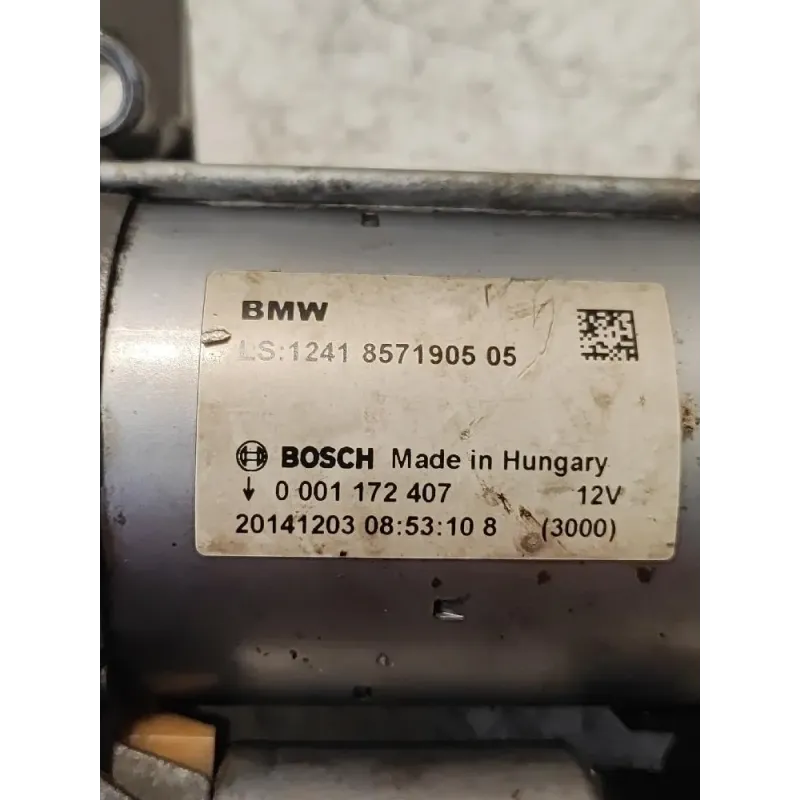 BMW
LS:1241 8571905 05
BOSCH Made in Hungary
0 001 172 407 12V
20141203 08:53:10 8 (3000)